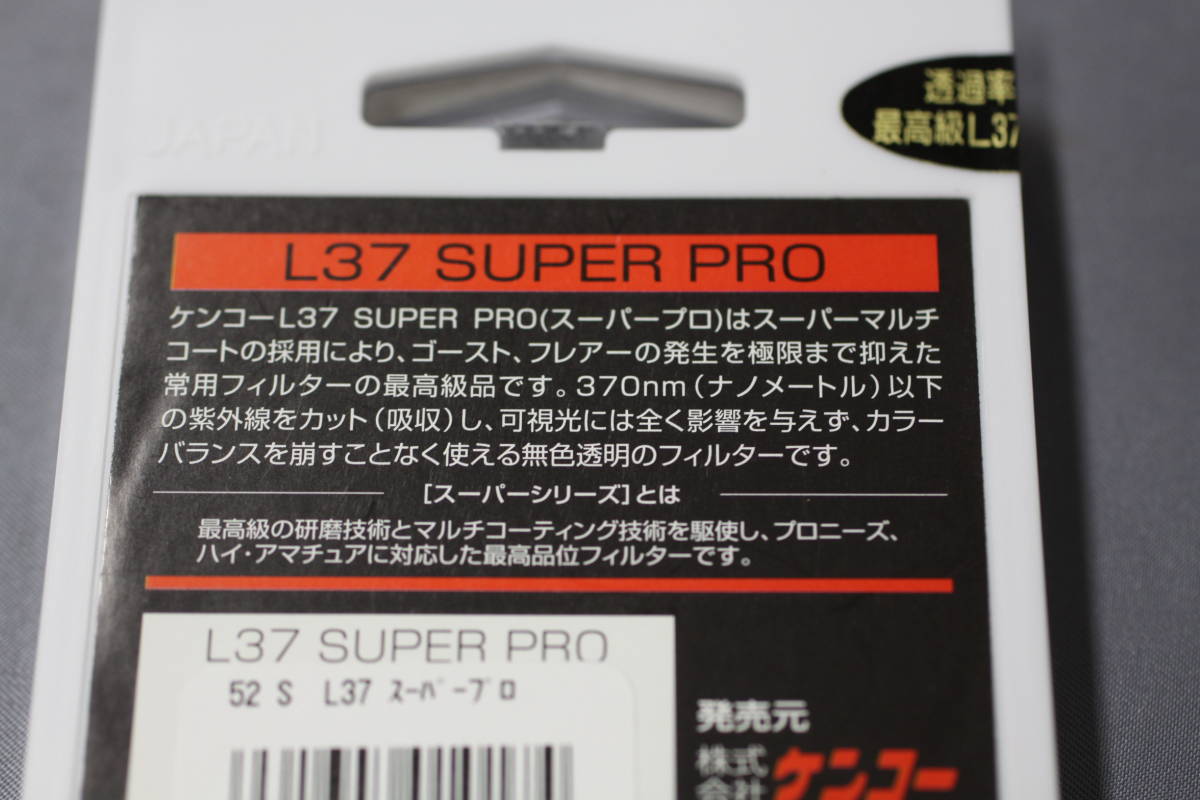 JAPAN
透過率
最高級L37
L37 SUPER PRO
ケンコーL37 SUPER PRO(スーパープロ)はスーパーマルチ
コートの採用により、ゴースト、フレアーの発生を極限まで抑えた
常用フィルターの最高級品です。370nm(ナノメートル)以下
の紫外線をカット(吸収)し、可視光には全く影響を与えず、カラー
バランスを崩すことなく使える無色透明のフィルターです。
[スーパーシリーズ]とは
最高級の研磨技術とマルチコーティング技術を駆使し、プロニーズ、
ハイ・アマチュアに対応した最高品位フィルターです。
L37 SUPER PRO
52 S L37 スーパープロ
発売元
株式会社 ケンコー